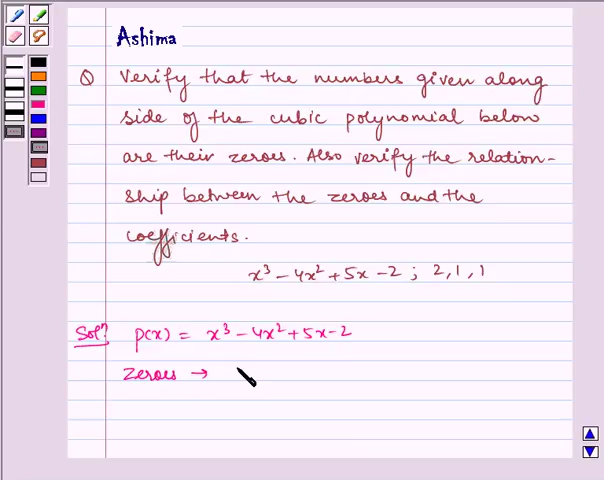 Ashima
Q Verify that the numbers given along
side of the cubic polynomial below
are their zeroes. Also verify the relation-
ship between the zeroes and the
coefficients.
x³ - 4x² + 5x - 2 ; 2, 1, 1
Solⁿ. p(x) = x³ - 4x² + 5x - 2
Zeroes →